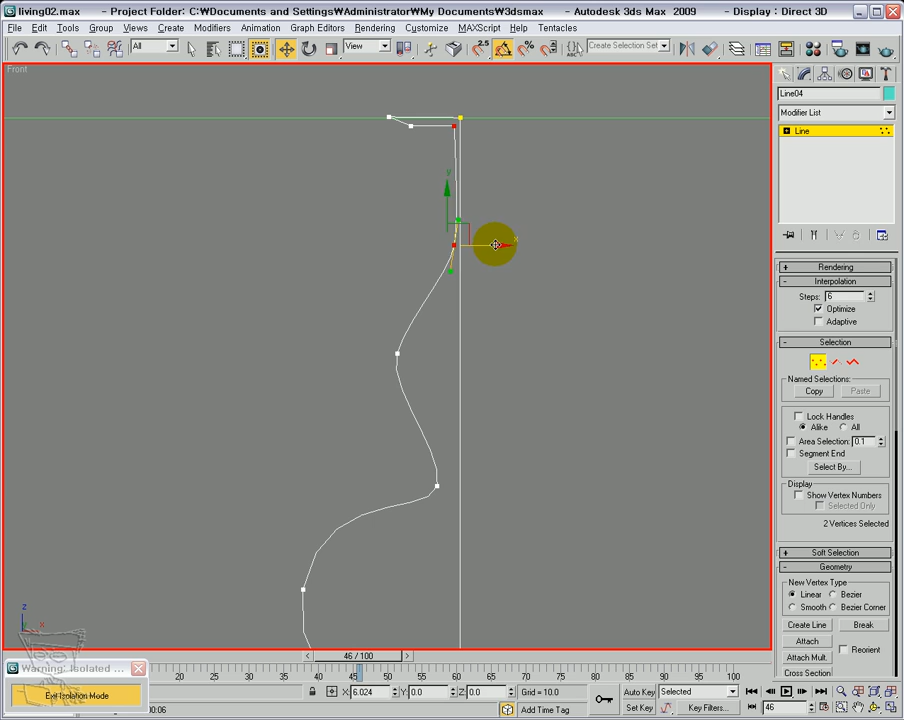 living02.max - Project Folder: C:₩Documents and Settings₩Administrator₩My Documents₩3dsmax - Autodesk 3ds Max 2009 - Display : Direct 3D
File Edit Tools Group Views Create Modifiers Animation Graph Editors Rendering Customize MAXScript Help Tentacles
All View 2.5 Create Selection Set
Front
Line04
Modifier List
Line
y
x
Rendering
Interpolation
Steps: 6
Optimize
Adaptive
Selection
Named Selections:
Copy Paste
Lock Handles
Alike All
Area Selection: 0.1
Segment End
Select By...
Display
Show Vertex Numbers
Selected Only
2 Vertices Selected
Soft Selection
Geometry
New Vertex Type
Linear Bezier
Smooth Bezier Corner
Create Line Break
Attach Reorient
Attach Mult.
Cross Section
z
x
46 / 100
Warning: Isolated ...
Exit Isolation Mode
35 40 45 50 55 60 65 70 75 80 85 90 95 100
X: 6.024 Y: 0.0 Z: 0.0 Grid = 10.0
Auto Key Selected
00:06 Add Time Tag
Set Key Key Filters... 46